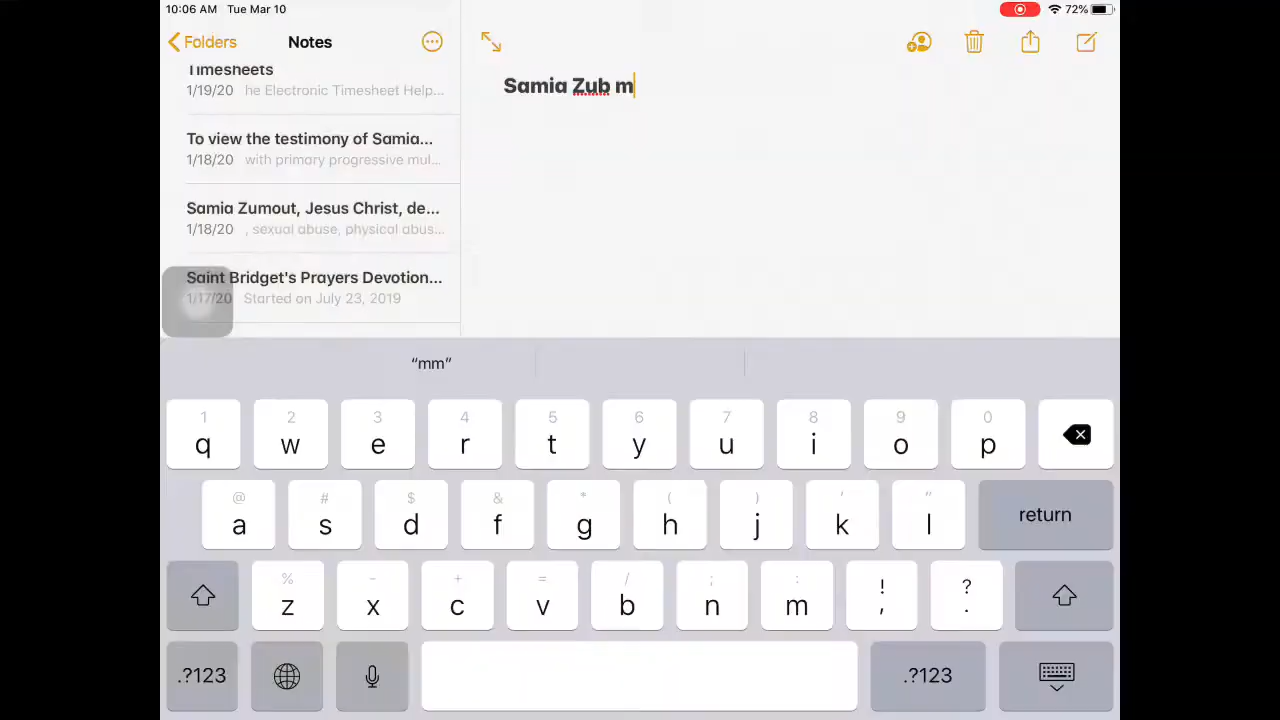 10:06 AM Tue Mar 10
72%
Folders
Notes
Timesheets
1/19/20 he Electronic Timesheet Help...
To view the testimony of Samia...
1/18/20 with primary progressive mul...
Samia Zumout, Jesus Christ, de...
1/18/20 , sexual abuse, physical abus...
Saint Bridget's Prayers Devotion...
1/17/20 Started on July 23, 2019
Samia Zub m
“mm”
1 2 3 4 5 6 7 8 9 0
q w e r t y u i o p
@ # $ & * ( ) ' "
a s d f g h j k l return
% - + = / ; : ! ?
z x c v b n m , .
.?123 .?123